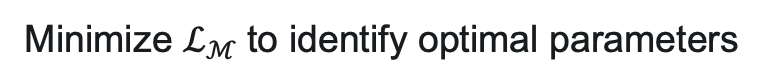 Minimize ℒ_ℳ to identify optimal parameters